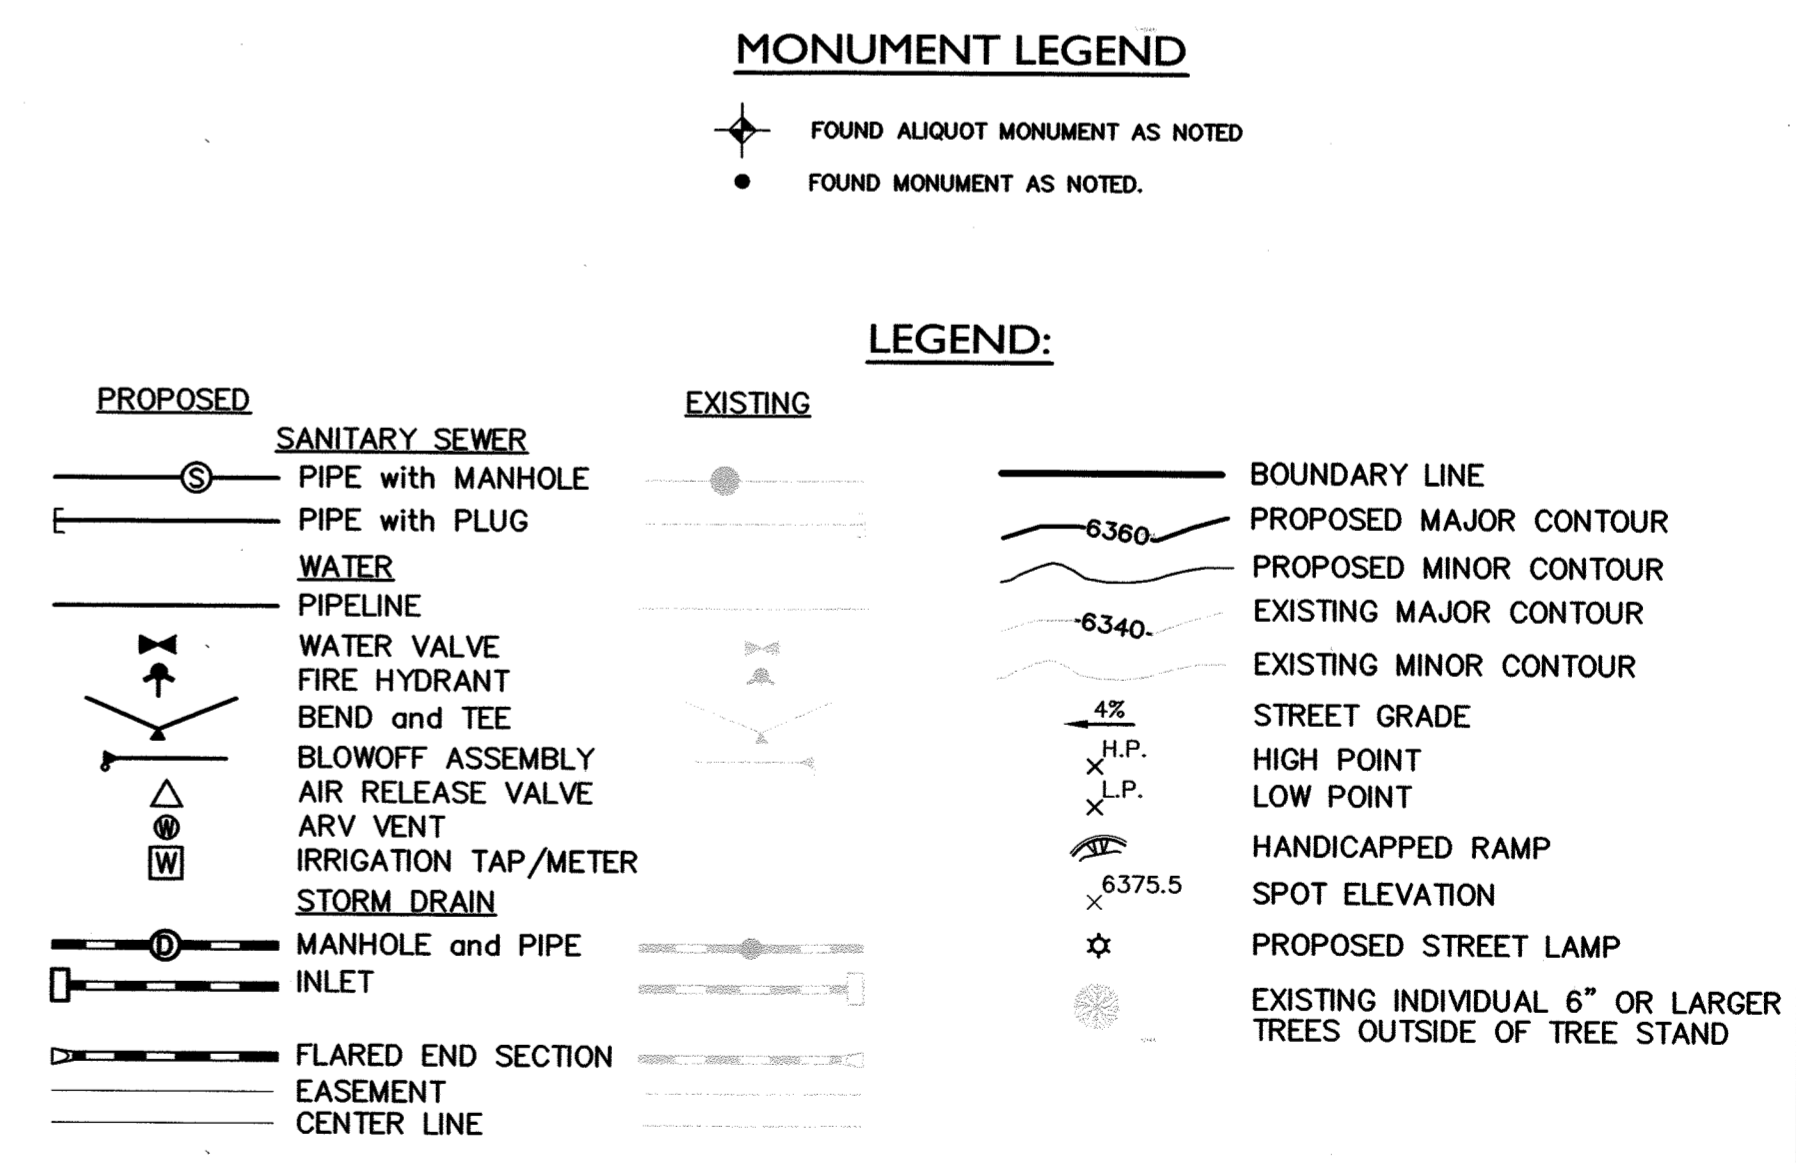 MONUMENT LEGEND
FOUND ALIQUOT MONUMENT AS NOTED
FOUND MONUMENT AS NOTED.
LEGEND:
PROPOSED
EXISTING
SANITARY SEWER
S
PIPE with MANHOLE
PIPE with PLUG
WATER
PIPELINE
WATER VALVE
FIRE HYDRANT
BEND and TEE
BLOWOFF ASSEMBLY
AIR RELEASE VALVE
W
ARV VENT
W
IRRIGATION TAP/METER
STORM DRAIN
D
MANHOLE and PIPE
INLET
FLARED END SECTION
EASEMENT
CENTER LINE
BOUNDARY LINE
6360
PROPOSED MAJOR CONTOUR
PROPOSED MINOR CONTOUR
6340
EXISTING MAJOR CONTOUR
EXISTING MINOR CONTOUR
4%
STREET GRADE
H.P.
HIGH POINT
L.P.
LOW POINT
HANDICAPPED RAMP
6375.5
SPOT ELEVATION
PROPOSED STREET LAMP
EXISTING INDIVIDUAL 6" OR LARGER
TREES OUTSIDE OF TREE STAND